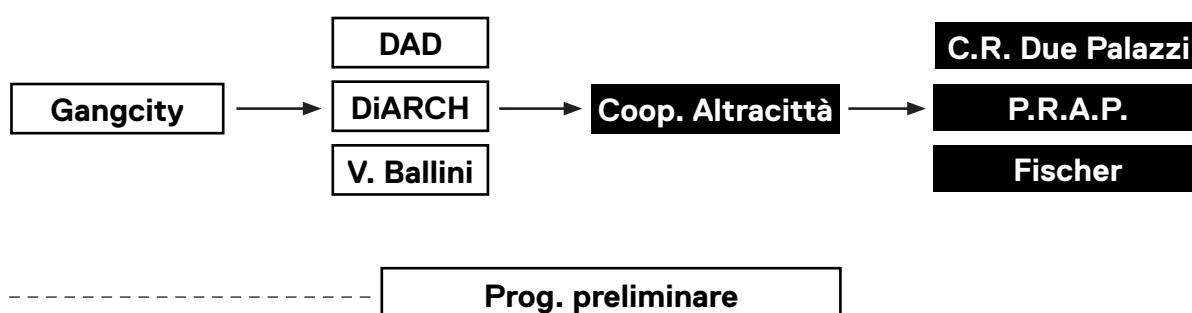 DAD
C.R. Due Palazzi
Gangcity
DiARCH
Coop. Altracittà
P.R.A.P.
V. Ballini
Fischer
Prog. preliminare